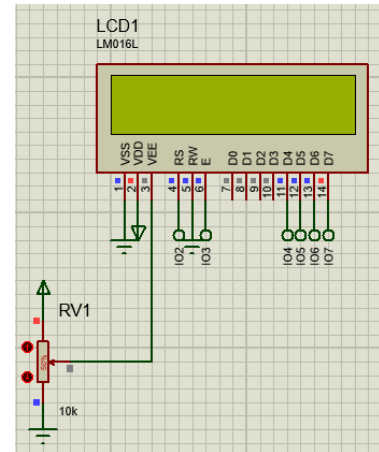 LCD1
LM016L
VSS
VDD
VEE
RS
RW
E
D0
D1
D2
D3
D4
D5
D6
D7
1
2
3
4
5
6
7
8
9
10
11
12
13
14
IO2
IO3
IO4
IO5
IO6
IO7
RV1
50%
10k